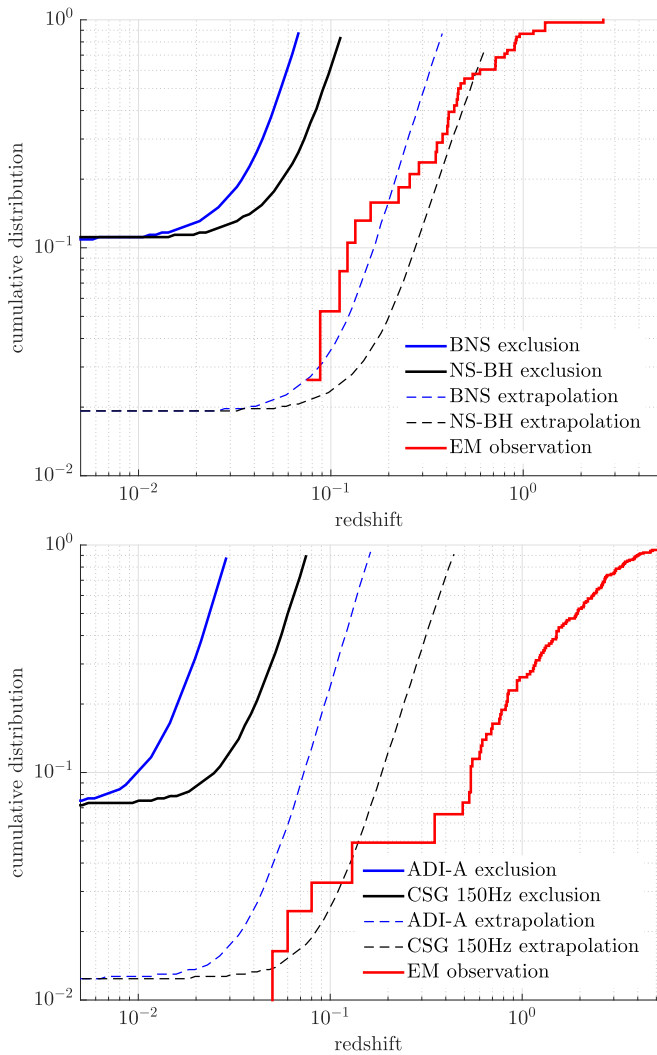 cumulative distribution
10^0
10^-1
10^-2
BNS exclusion
NS-BH exclusion
BNS extrapolation
NS-BH extrapolation
EM observation
10^-2
10^-1
10^0
redshift
cumulative distribution
10^0
10^-1
10^-2
ADI-A exclusion
CSG 150Hz exclusion
ADI-A extrapolation
CSG 150Hz extrapolation
EM observation
10^-2
10^-1
10^0
redshift